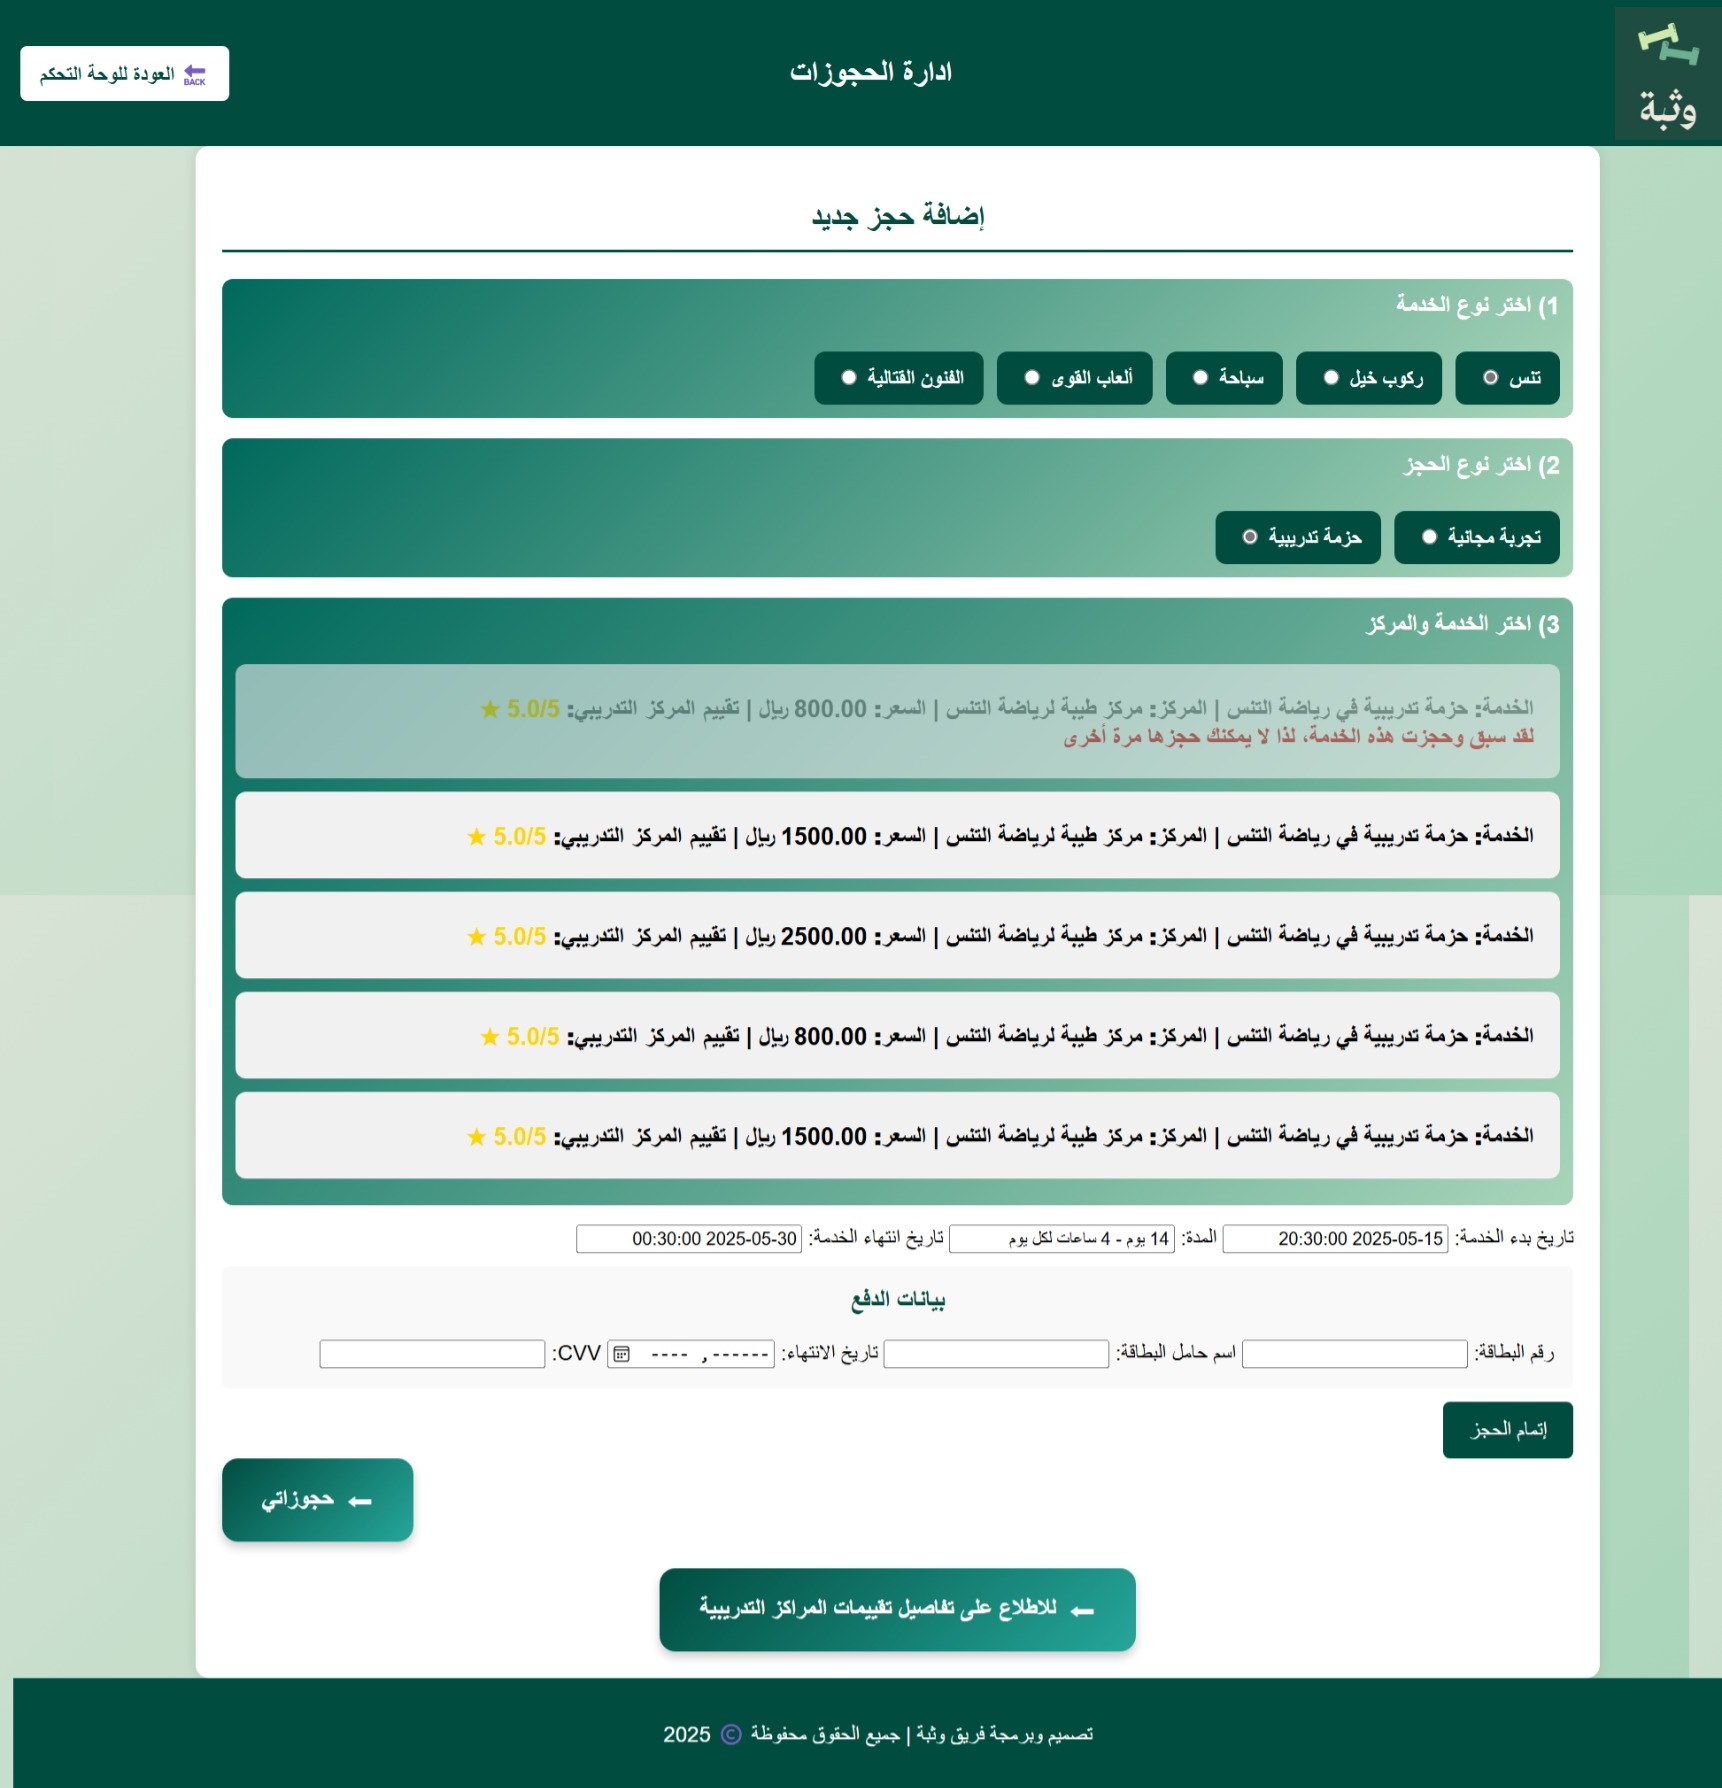 وثبة
ادارة الحجوزات
BACK العودة للوحة التحكم
إضافة حجز جديد
1) اختر نوع الخدمة
تنس
ركوب خيل
سباحة
ألعاب القوى
الفنون القتالية
2) اختر نوع الحجز
تجربة مجانية
حزمة تدريبية
3) اختر الخدمة والمركز
الخدمة: حزمة تدريبية في رياضة التنس | المركز: مركز طيبة لرياضة التنس | السعر: 800.00 ريال | تقييم المركز التدريبي: 5.0/5 ★
لقد سبق وحجزت هذه الخدمة، لذا لا يمكنك حجزها مرة أخرى
الخدمة: حزمة تدريبية في رياضة التنس | المركز: مركز طيبة لرياضة التنس | السعر: 1500.00 ريال | تقييم المركز التدريبي: 5.0/5 ★
الخدمة: حزمة تدريبية في رياضة التنس | المركز: مركز طيبة لرياضة التنس | السعر: 2500.00 ريال | تقييم المركز التدريبي: 5.0/5 ★
الخدمة: حزمة تدريبية في رياضة التنس | المركز: مركز طيبة لرياضة التنس | السعر: 800.00 ريال | تقييم المركز التدريبي: 5.0/5 ★
الخدمة: حزمة تدريبية في رياضة التنس | المركز: مركز طيبة لرياضة التنس | السعر: 1500.00 ريال | تقييم المركز التدريبي: 5.0/5 ★
تاريخ بدء الخدمة: 2025-05-15 20:30:00 المدة: 14 يوم - 4 ساعات لكل يوم تاريخ انتهاء الخدمة: 2025-05-30 00:30:00
بيانات الدفع
رقم البطاقة: اسم حامل البطاقة: تاريخ الانتهاء: ------, ---- CVV:
إتمام الحجز
حجوزاتي
للاطلاع على تفاصيل تقييمات المراكز التدريبية
تصميم وبرمجة فريق وثبة | جميع الحقوق محفوظة © 2025